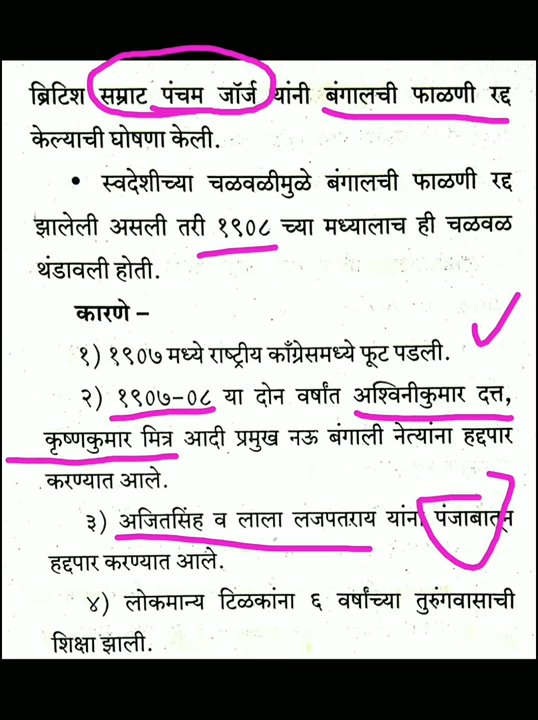 ब्रिटिश सम्राट पंचम जॉर्ज यांनी बंगालची फाळणी रद्द
केल्याची घोषणा केली.
• स्वदेशीच्या चळवळीमुळे बंगालची फाळणी रद्द
झालेली असली तरी १९०८ च्या मध्यालाच ही चळवळ
थंडावली होती.
कारणे –
१) १९०७ मध्ये राष्ट्रीय काँग्रेसमध्ये फूट पडली.
२) १९०७-०८ या दोन वर्षांत अश्विनीकुमार दत्त,
कृष्णकुमार मित्र आदी प्रमुख नऊ बंगाली नेत्यांना हद्दपार
करण्यात आले.
३) अजितसिंह व लाला लजपतराय यांना पंजाबातून
हद्दपार करण्यात आले.
४) लोकमान्य टिळकांना ६ वर्षांच्या तुरुंगवासाची
शिक्षा झाली.